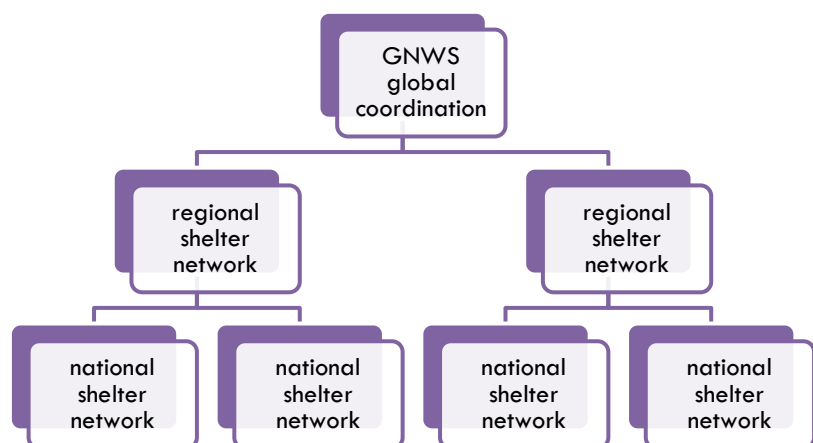 GNWS
global
coordination
regional
shelter
network
regional
shelter
network
national
shelter
network
national
shelter
network
national
shelter
network
national
shelter
network